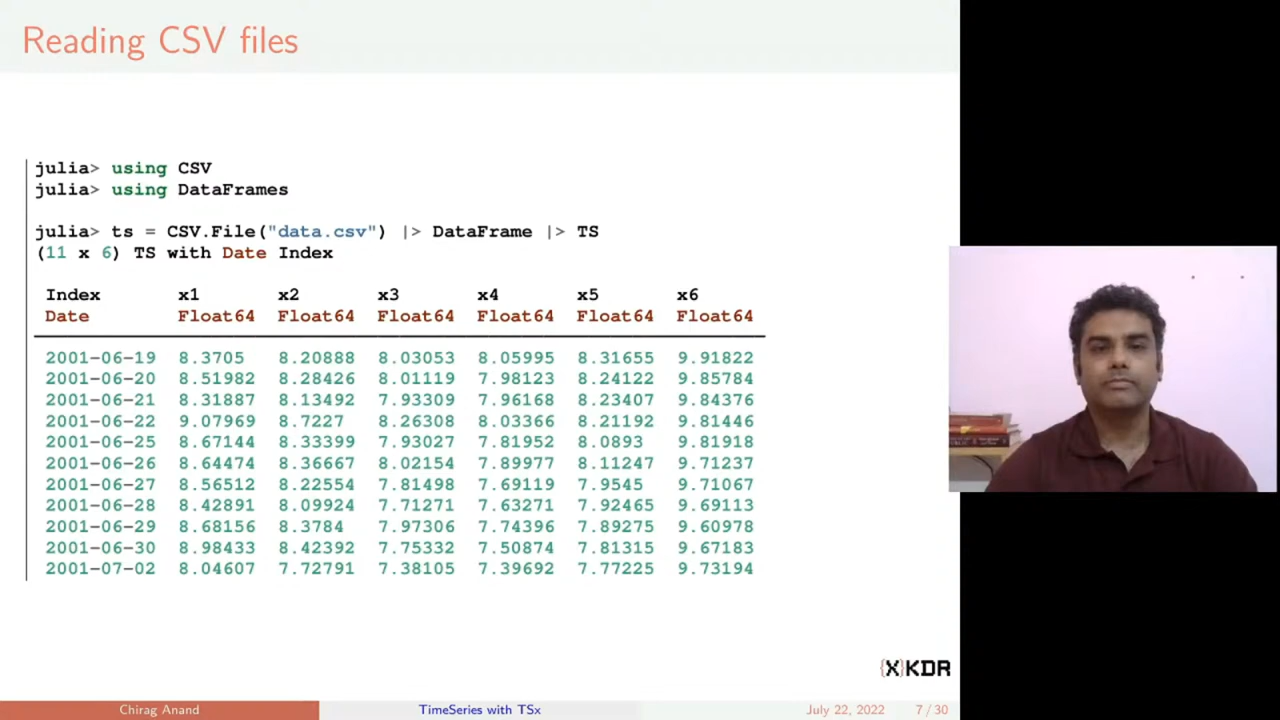 Reading CSV files
julia> using CSV
julia> using DataFrames
julia> ts = CSV.File("data.csv") |> DataFrame |> TS
(11 x 6) TS with Date Index
Index x1 x2 x3 x4 x5 x6
Date Float64 Float64 Float64 Float64 Float64 Float64
2001-06-19 8.3705 8.20888 8.03053 8.05995 8.31655 9.91822
2001-06-20 8.51982 8.28426 8.01119 7.98123 8.24122 9.85784
2001-06-21 8.31887 8.13492 7.93309 7.96168 8.23407 9.84376
2001-06-22 9.07969 8.7227 8.26308 8.03366 8.21192 9.81446
2001-06-25 8.67144 8.33399 7.93027 7.81952 8.0893 9.81918
2001-06-26 8.64474 8.36667 8.02154 7.89977 8.11247 9.71237
2001-06-27 8.56512 8.22554 7.81498 7.69119 7.9545 9.71067
2001-06-28 8.42891 8.09924 7.71271 7.63271 7.92465 9.69113
2001-06-29 8.68156 8.3784 7.97306 7.74396 7.89275 9.60978
2001-06-30 8.98433 8.42392 7.75332 7.50874 7.81315 9.67183
2001-07-02 8.04607 7.72791 7.38105 7.39692 7.77225 9.73194
{X}KDR
Chirag Anand TimeSeries with TSx July 22, 2022 7 / 30